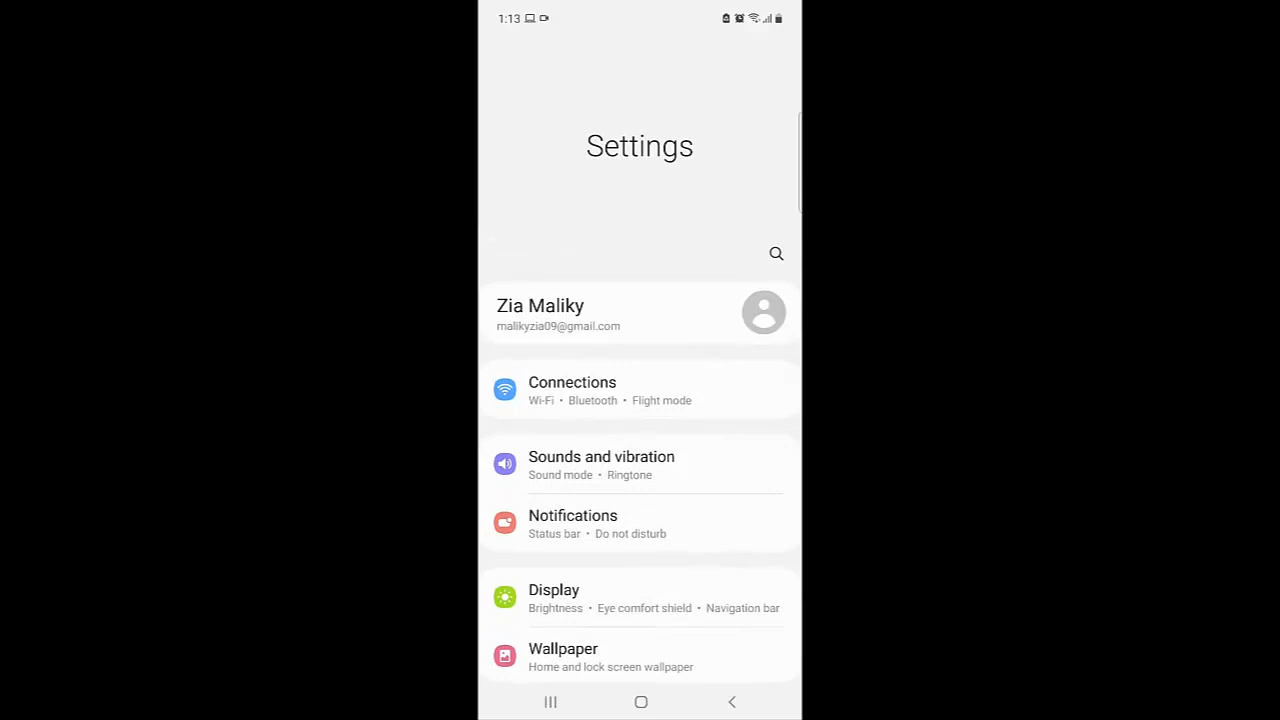 1:13
Settings
Zia Maliky
malikyzia09@gmail.com
Connections
Wi-Fi • Bluetooth • Flight mode
Sounds and vibration
Sound mode • Ringtone
Notifications
Status bar • Do not disturb
Display
Brightness • Eye comfort shield • Navigation bar
Wallpaper
Home and lock screen wallpaper